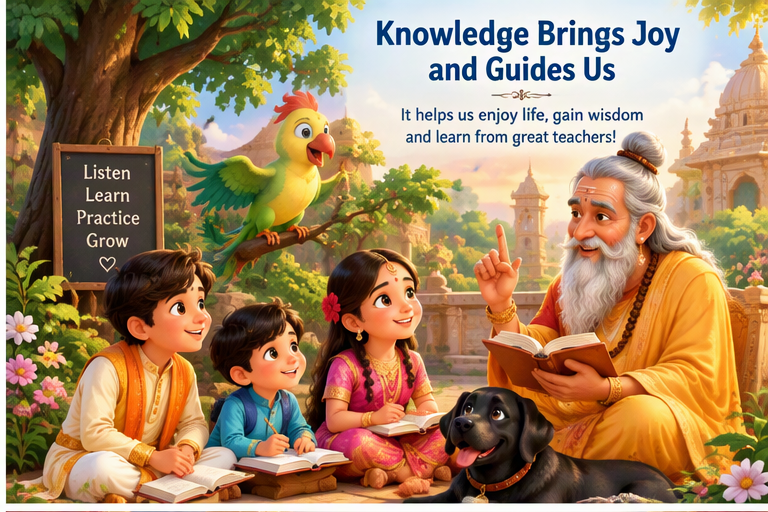 Knowledge Brings Joy
and Guides Us
It helps us enjoy life, gain wisdom
and learn from great teachers!
Listen
Learn
Practice
Grow